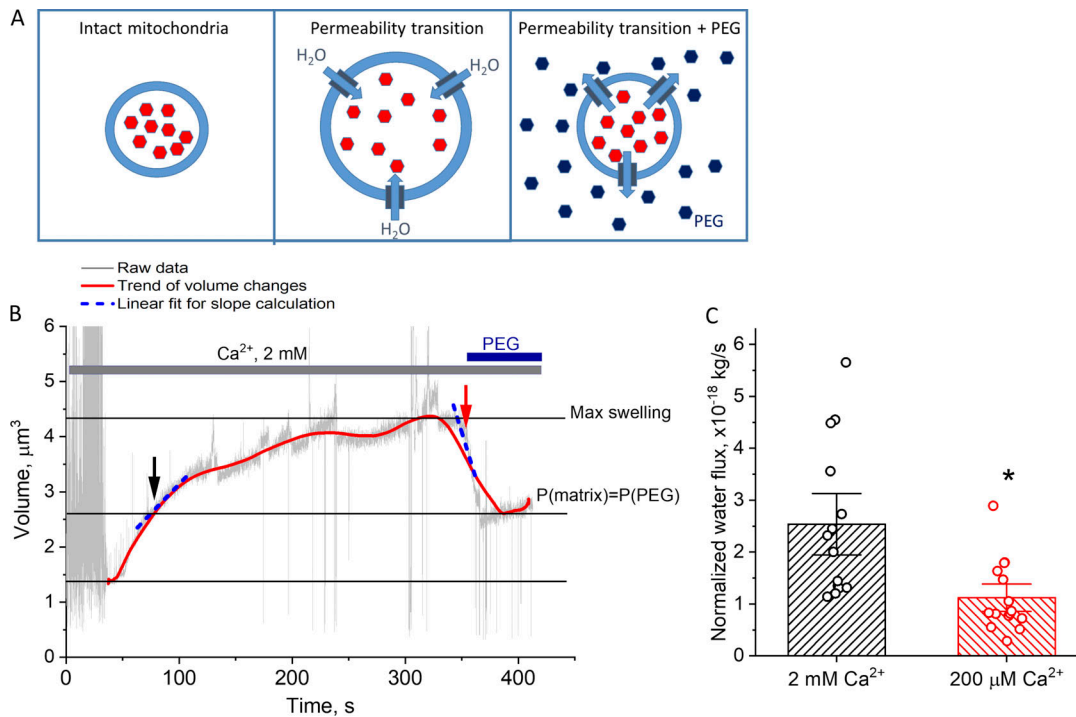 A
Intact mitochondria
Permeability transition
Permeability transition + PEG
H₂O
H₂O
H₂O
PEG
Raw data
Trend of volume changes
Linear fit for slope calculation
B
Volume, μm³
6
5
4
3
2
1
0
Ca²⁺, 2 mM
PEG
Max swelling
P(matrix)=P(PEG)
0
100
200
300
400
Time, s
C
Normalized water flux, x10⁻¹⁸ kg/s
6
5
4
3
2
1
0
*
2 mM Ca²⁺
200 μM Ca²⁺